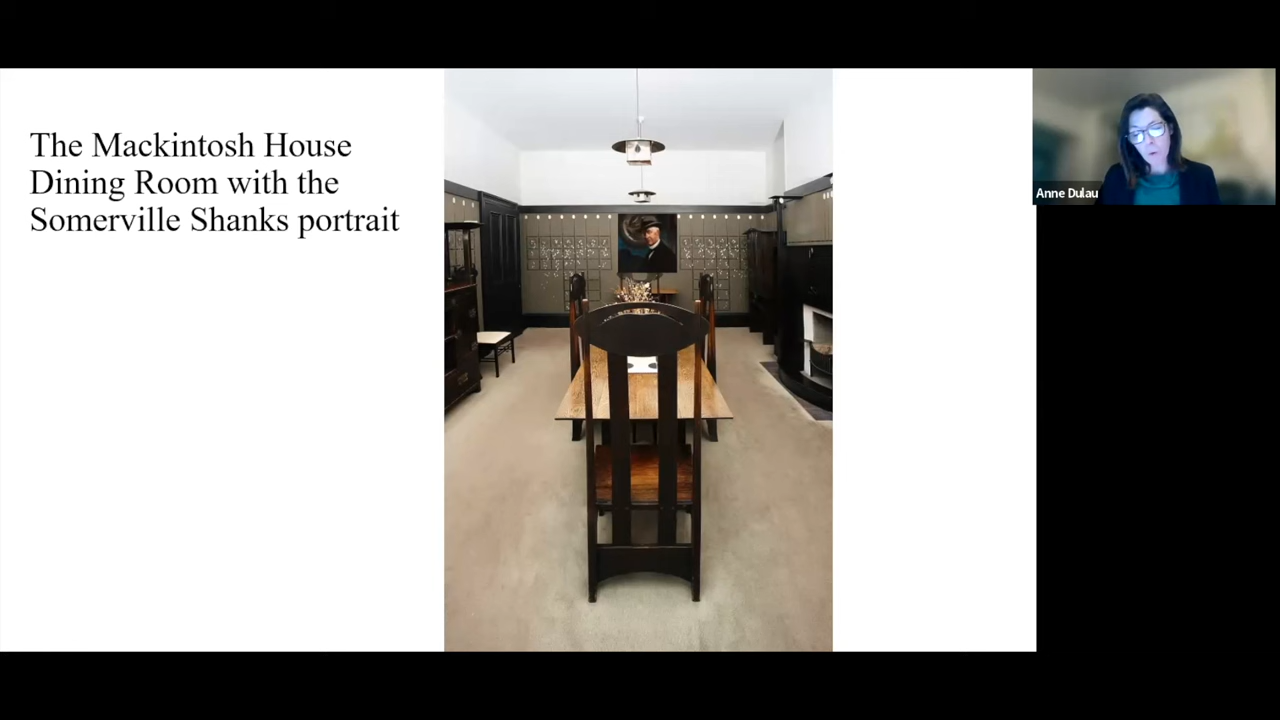 The Mackintosh House
Dining Room with the
Somerville Shanks portrait
Anne Dulau